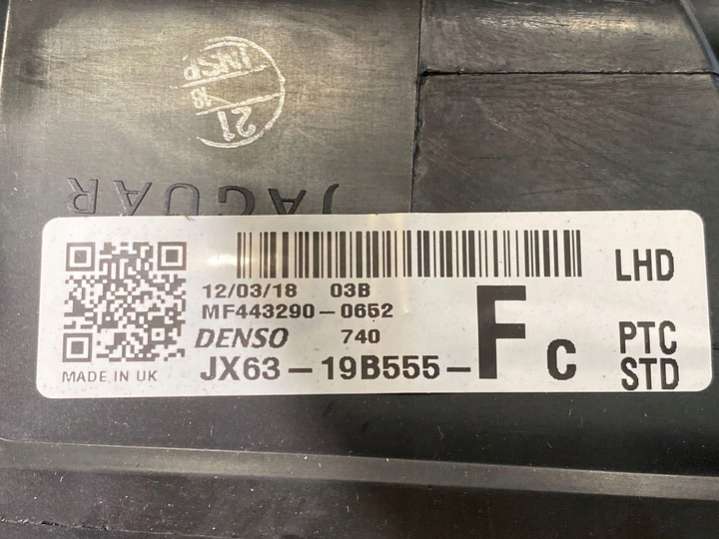 21
INSP
18
JAGUAR
LHD
12/03/18 03B
MF443290-0652
DENSO 740
JX63-19B555-FC
PTC
STD
MADE IN UK